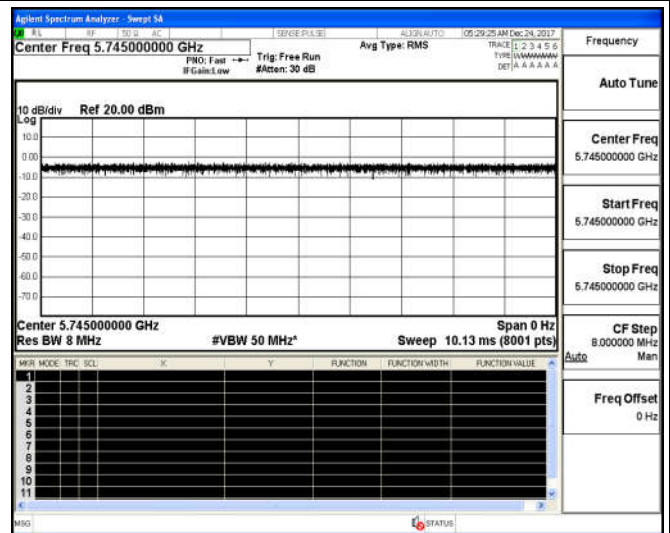 Agilent Spectrum Analyzer - Swept SA
RL RF 50 Ω AC SENSE:PULSE ALIGN AUTO 05:29:25 AM Dec 24, 2017
Center Freq 5.745000000 GHz
PNO: Fast
IFGain:Low
Trig: Free Run
#Atten: 30 dB
Avg Type: RMS
TRACE 1 2 3 4 5 6
TYPE
DET A A A A A A
10 dB/div Ref 20.00 dBm
Log
10.0
0.00
-10.0
-20.0
-30.0
-40.0
-50.0
-60.0
-70.0
Center 5.745000000 GHz Span 0 Hz
Res BW 8 MHz #VBW 50 MHz* Sweep 10.13 ms (8001 pts)
MKR MODE TRC SCL X Y FUNCTION FUNCTION WIDTH FUNCTION VALUE
1
2
3
4
5
6
7
8
9
10
11
MSG STATUS
Frequency
Auto Tune
Center Freq
5.745000000 GHz
Start Freq
5.745000000 GHz
Stop Freq
5.745000000 GHz
CF Step
8.000000 MHz
Auto Man
Freq Offset
0 Hz